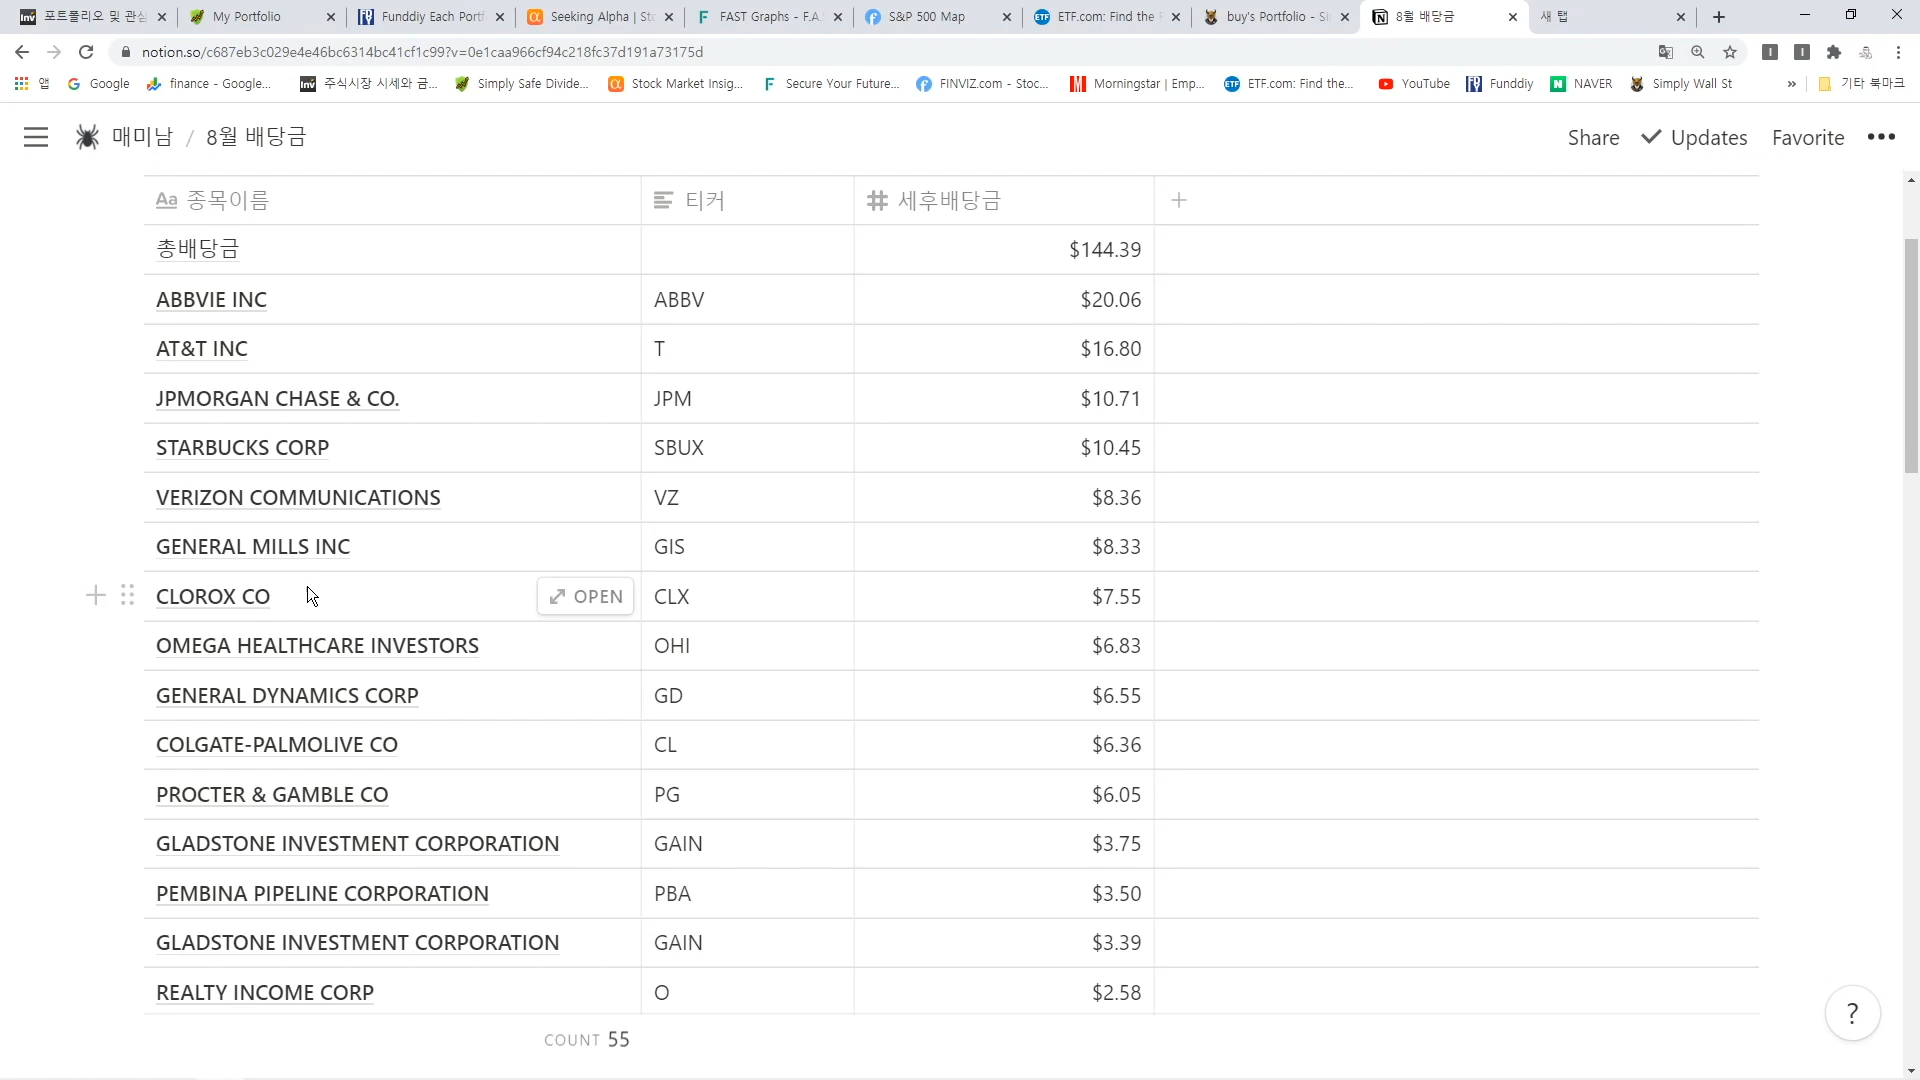 포트폴리오 및 관심
My Portfolio
Funddiy Each Portf
Seeking Alpha | Sto
FAST Graphs - F.A.S
S&P 500 Map
ETF.com: Find the
buy's Portfolio - Si
8월 배당금
새 탭
notion.so/c687eb3c029e4e46bc6314bc41cf1c99?v=0e1caa966cf94c218fc37d191a73175d
앱
Google
finance - Google...
주식시장 시세와 금...
Simply Safe Divide...
Stock Market Insig...
Secure Your Future...
FINVIZ.com - Stoc...
Morningstar | Emp...
ETF.com: Find the...
YouTube
Funddiy
NAVER
Simply Wall St
»
기타 북마크
매미남 / 8월 배당금
Share
Updates
Favorite
•••
Aa 종목이름 티커 # 세후배당금 +
총배당금 $144.39
ABBVIE INC ABBV $20.06
AT&T INC T $16.80
JPMORGAN CHASE & CO. JPM $10.71
STARBUCKS CORP SBUX $10.45
VERIZON COMMUNICATIONS VZ $8.36
GENERAL MILLS INC GIS $8.33
CLOROX CO OPEN CLX $7.55
OMEGA HEALTHCARE INVESTORS OHI $6.83
GENERAL DYNAMICS CORP GD $6.55
COLGATE-PALMOLIVE CO CL $6.36
PROCTER & GAMBLE CO PG $6.05
GLADSTONE INVESTMENT CORPORATION GAIN $3.75
PEMBINA PIPELINE CORPORATION PBA $3.50
GLADSTONE INVESTMENT CORPORATION GAIN $3.39
REALTY INCOME CORP O $2.58
COUNT 55
?